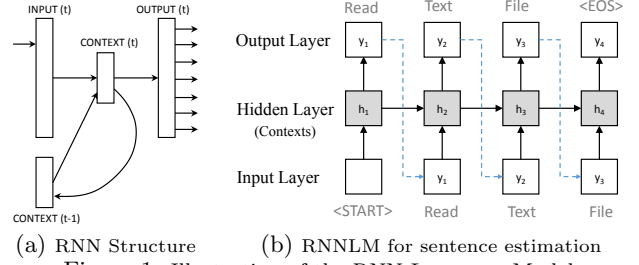 INPUT (t)
OUTPUT (t)
CONTEXT (t)
CONTEXT (t-1)
(a) RNN Structure
Read
Text
File
<EOS>
Output Layer
y1
y2
y3
y4
Hidden Layer
(Contexts)
h1
h2
h3
h4
Input Layer
y1
y2
y3
<START>
Read
Text
File
(b) RNNLM for sentence estimation